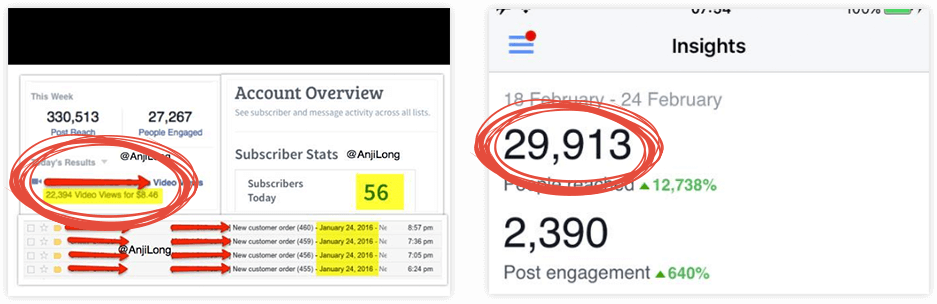 This Week
330,513
Post Reach
27,267
People Engaged
Today's Results
@AnjiLong
Video Views
22,394 Video Views for $8.46
Account Overview
See subscriber and message activity across all lists.
Subscriber Stats @AnjiLong
Subscribers
Today
56
New customer order (460) - January 24, 2016 - Ne 8:57 pm
New customer order (459) - January 24, 2016 - Ne 7:36 pm
@AnjiLong
New customer order (456) - January 24, 2016 - Ne 7:05 pm
New customer order (455) - January 24, 2016 - Ne 6:24 pm
07:54
100%
Insights
18 February - 24 February
29,913
People reached 12,738%
2,390
Post engagement 640%